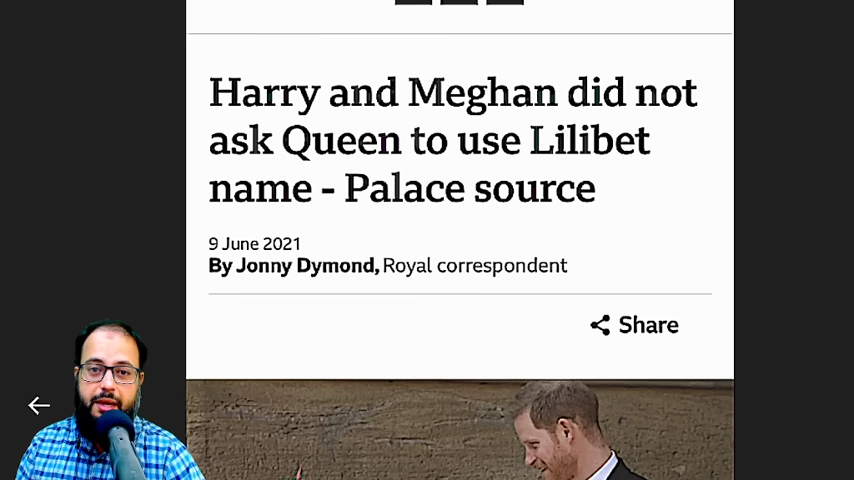 Harry and Meghan did not
ask Queen to use Lilibet
name - Palace source
9 June 2021
By Jonny Dymond, Royal correspondent
Share